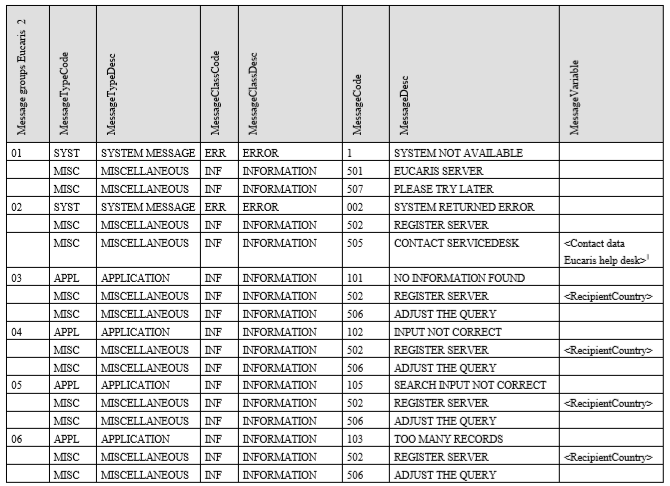 Message groups Eucaris 2 MessageTypeCode MessageTypeDesc MessageClassCode MessageClassDesc MessageCode MessageDesc MessageVariable
01 SYST SYSTEM MESSAGE ERR ERROR 1 SYSTEM NOT AVAILABLE
MISC MISCELLANEOUS INF INFORMATION 501 EUCARIS SERVER
MISC MISCELLANEOUS INF INFORMATION 507 PLEASE TRY LATER
02 SYST SYSTEM MESSAGE ERR ERROR 002 SYSTEM RETURNED ERROR
MISC MISCELLANEOUS INF INFORMATION 502 REGISTER SERVER
MISC MISCELLANEOUS INF INFORMATION 505 CONTACT SERVICEDESK <Contact data
Eucaris help desk>1
03 APPL APPLICATION INF INFORMATION 101 NO INFORMATION FOUND
MISC MISCELLANEOUS INF INFORMATION 502 REGISTER SERVER <RecipientCountry>
MISC MISCELLANEOUS INF INFORMATION 506 ADJUST THE QUERY
04 APPL APPLICATION INF INFORMATION 102 INPUT NOT CORRECT
MISC MISCELLANEOUS INF INFORMATION 502 REGISTER SERVER <RecipientCountry>
MISC MISCELLANEOUS INF INFORMATION 506 ADJUST THE QUERY
05 APPL APPLICATION INF INFORMATION 105 SEARCH INPUT NOT CORRECT
MISC MISCELLANEOUS INF INFORMATION 502 REGISTER SERVER <RecipientCountry>
MISC MISCELLANEOUS INF INFORMATION 506 ADJUST THE QUERY
06 APPL APPLICATION INF INFORMATION 103 TOO MANY RECORDS
MISC MISCELLANEOUS INF INFORMATION 502 REGISTER SERVER <RecipientCountry>
MISC MISCELLANEOUS INF INFORMATION 506 ADJUST THE QUERY